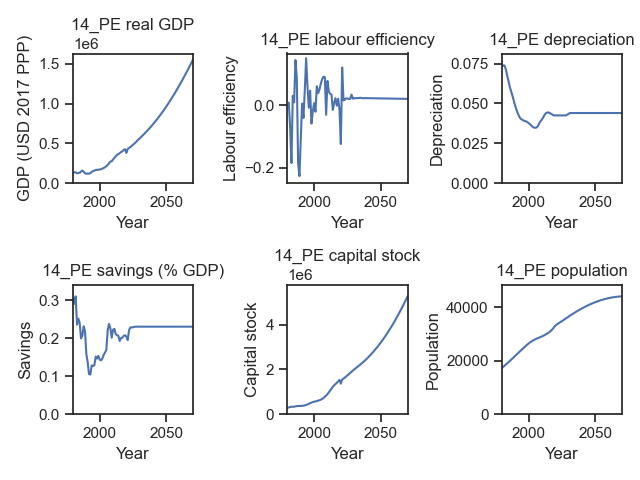 14_PE real GDP
1e6
GDP (USD 2017 PPP)
1.5
1.0
0.5
0.0
2000 2050
Year
14_PE labour efficiency
Labour efficiency
0.0
−0.2
2000 2050
Year
14_PE depreciation
Depreciation
0.075
0.050
0.025
0.000
2000 2050
Year
14_PE savings (% GDP)
Savings
0.3
0.2
0.1
0.0
2000 2050
Year
14_PE capital stock
1e6
Capital stock
4
2
0
2000 2050
Year
14_PE population
Population
40000
20000
0
2000 2050
Year